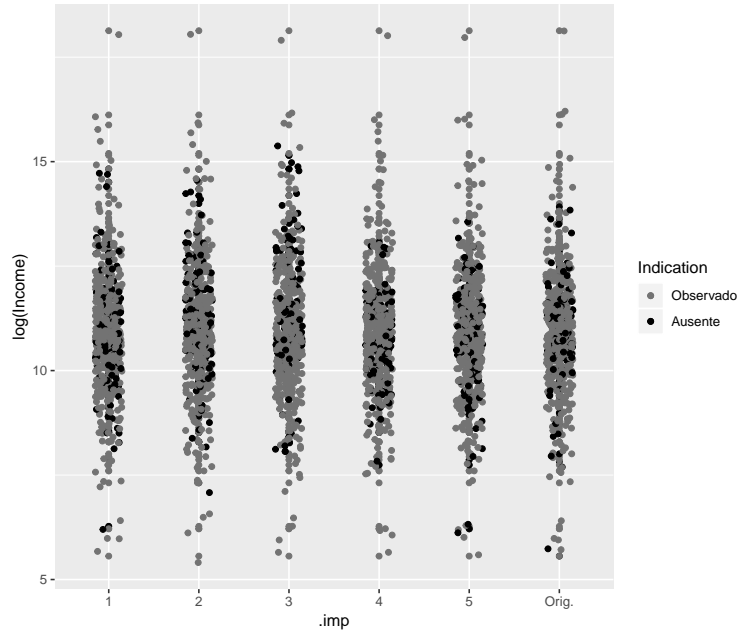 log(Income)
15
10
5
1 2 3 4 5 Orig.
.imp
Indication
Observado
Ausente